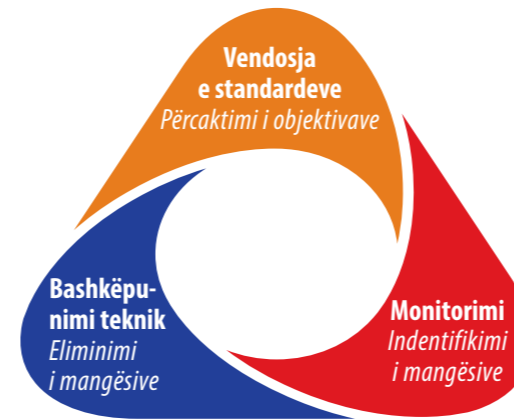 Vendosja
e standardeve
Përcaktimi i objektivave
Bashkëpu-
nimi teknik
Eliminimi
i mangësive
Monitorimi
Indentifikimi
i mangësive